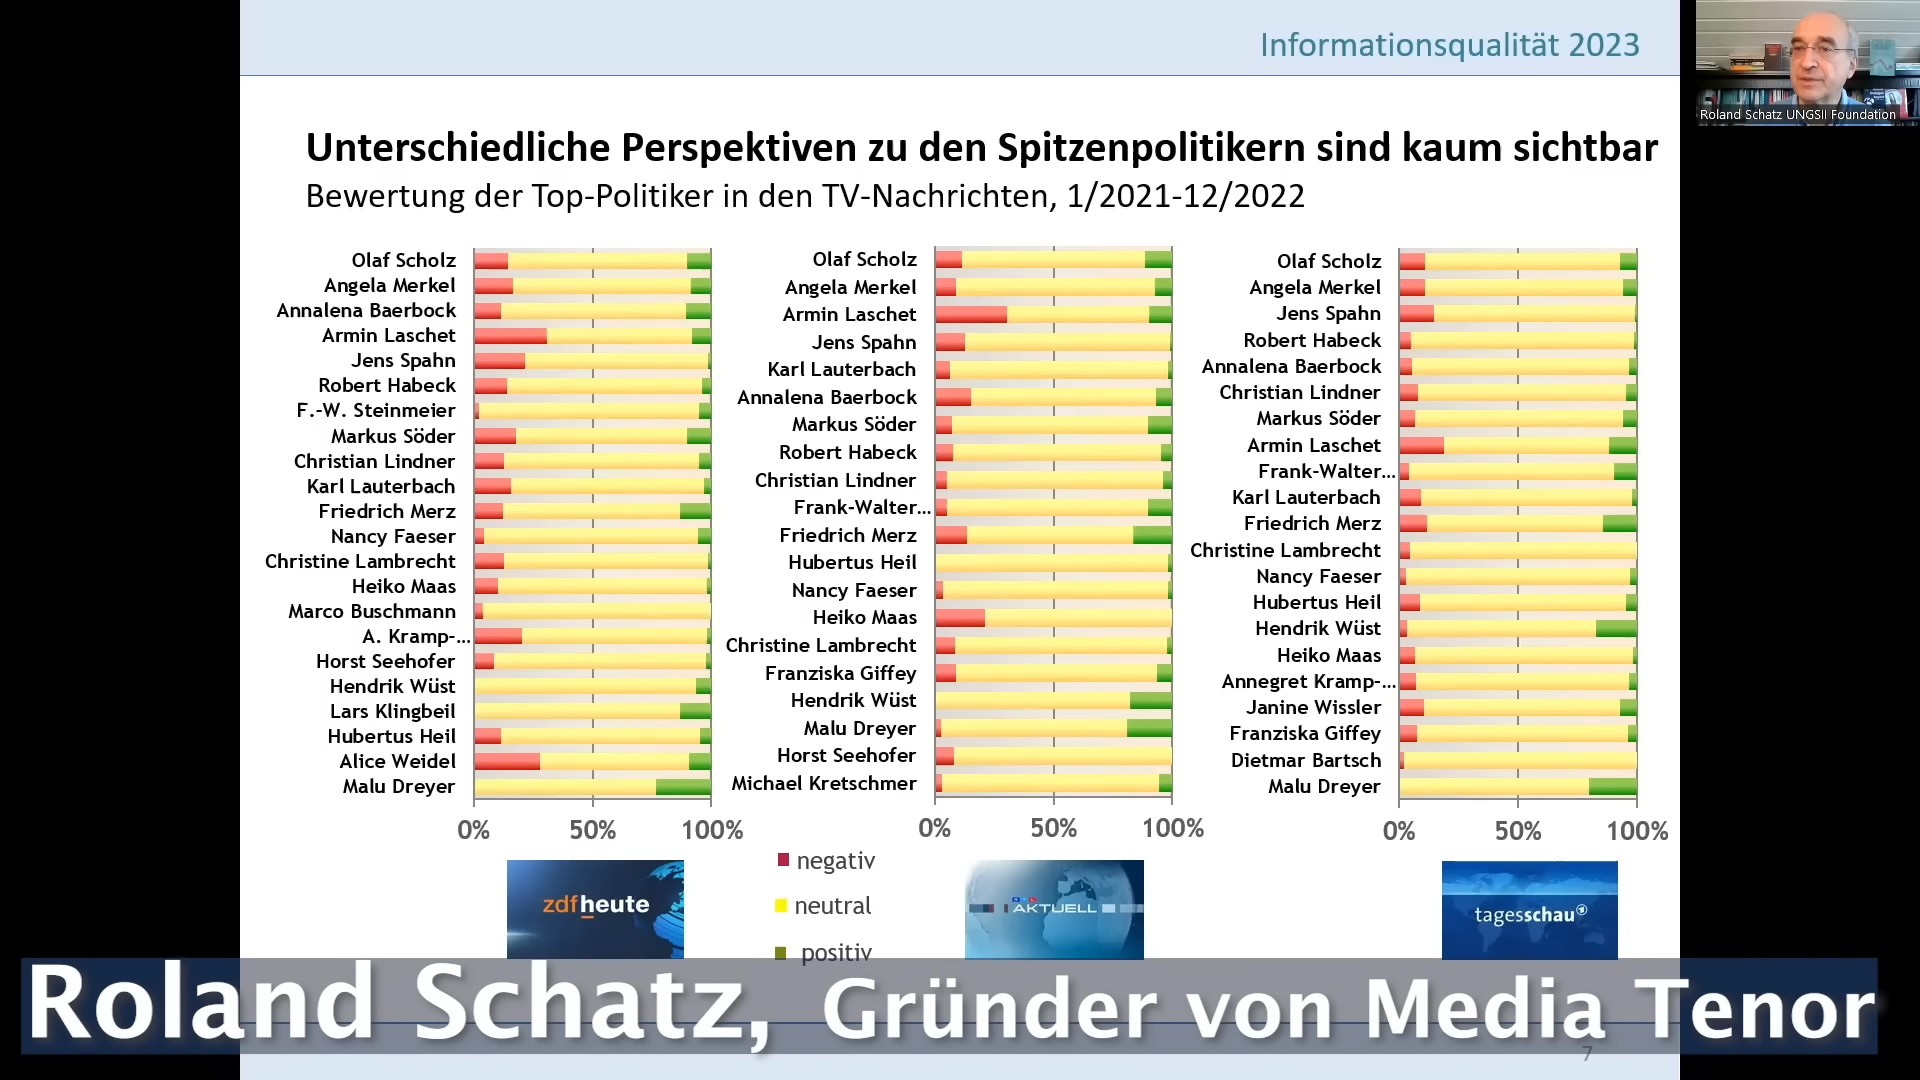 Informationsqualität 2023
Roland Schatz UNGSII Foundation
Unterschiedliche Perspektiven zu den Spitzenpolitikern sind kaum sichtbar
Bewertung der Top-Politiker in den TV-Nachrichten, 1/2021-12/2022
Olaf Scholz
Angela Merkel
Annalena Baerbock
Armin Laschet
Jens Spahn
Robert Habeck
F.-W. Steinmeier
Markus Söder
Christian Lindner
Karl Lauterbach
Friedrich Merz
Nancy Faeser
Christine Lambrecht
Heiko Maas
Marco Buschmann
A. Kramp-...
Horst Seehofer
Hendrik Wüst
Lars Klingbeil
Hubertus Heil
Alice Weidel
Malu Dreyer
0% 50% 100%
Olaf Scholz
Angela Merkel
Armin Laschet
Jens Spahn
Karl Lauterbach
Annalena Baerbock
Markus Söder
Robert Habeck
Christian Lindner
Frank-Walter...
Friedrich Merz
Hubertus Heil
Nancy Faeser
Heiko Maas
Christine Lambrecht
Franziska Giffey
Hendrik Wüst
Malu Dreyer
Horst Seehofer
Michael Kretschmer
0% 50% 100%
Olaf Scholz
Angela Merkel
Jens Spahn
Robert Habeck
Annalena Baerbock
Christian Lindner
Markus Söder
Armin Laschet
Frank-Walter...
Karl Lauterbach
Friedrich Merz
Christine Lambrecht
Nancy Faeser
Hubertus Heil
Hendrik Wüst
Heiko Maas
Annegret Kramp-...
Janine Wissler
Franziska Giffey
Dietmar Bartsch
Malu Dreyer
0% 50% 100%
negativ
neutral
positiv
zdfheute
AKTUELL
tagesschau
Roland Schatz, Gründer von Media Tenor
7